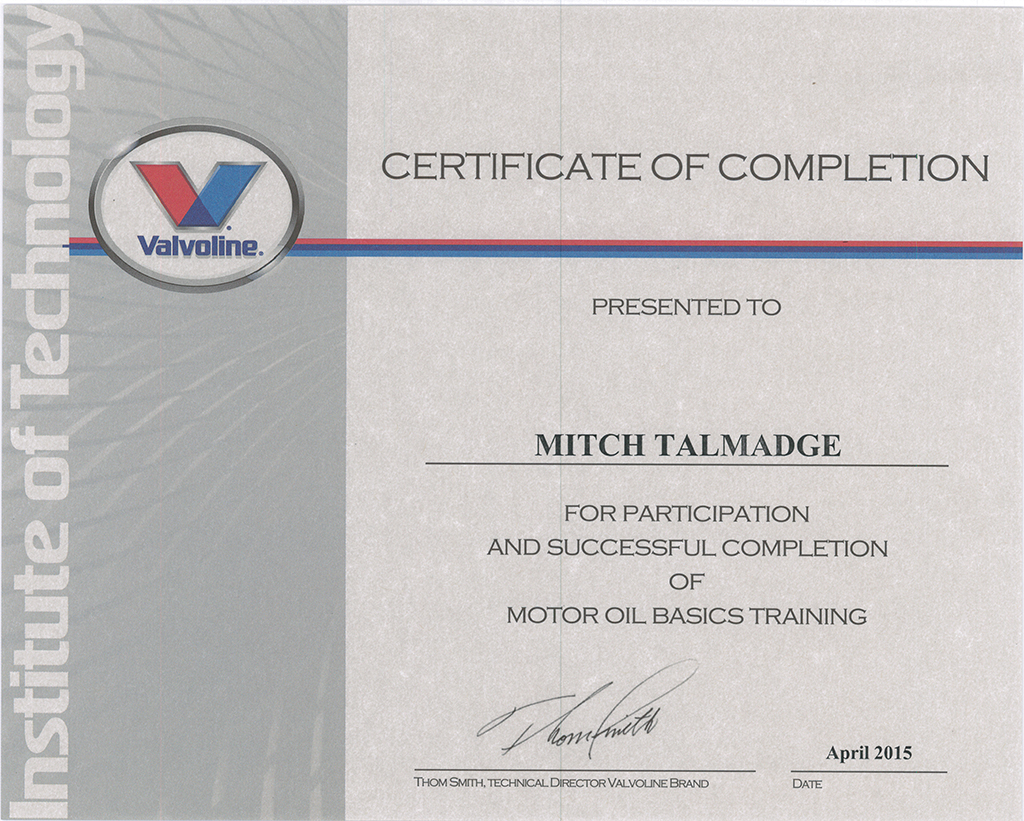 Institute of Technology
Valvoline.
CERTIFICATE OF COMPLETION
PRESENTED TO
MITCH TALMADGE
FOR PARTICIPATION
AND SUCCESSFUL COMPLETION
OF
MOTOR OIL BASICS TRAINING
Thom Smith
April 2015
THOM SMITH, TECHNICAL DIRECTOR VALVOLINE BRAND
DATE